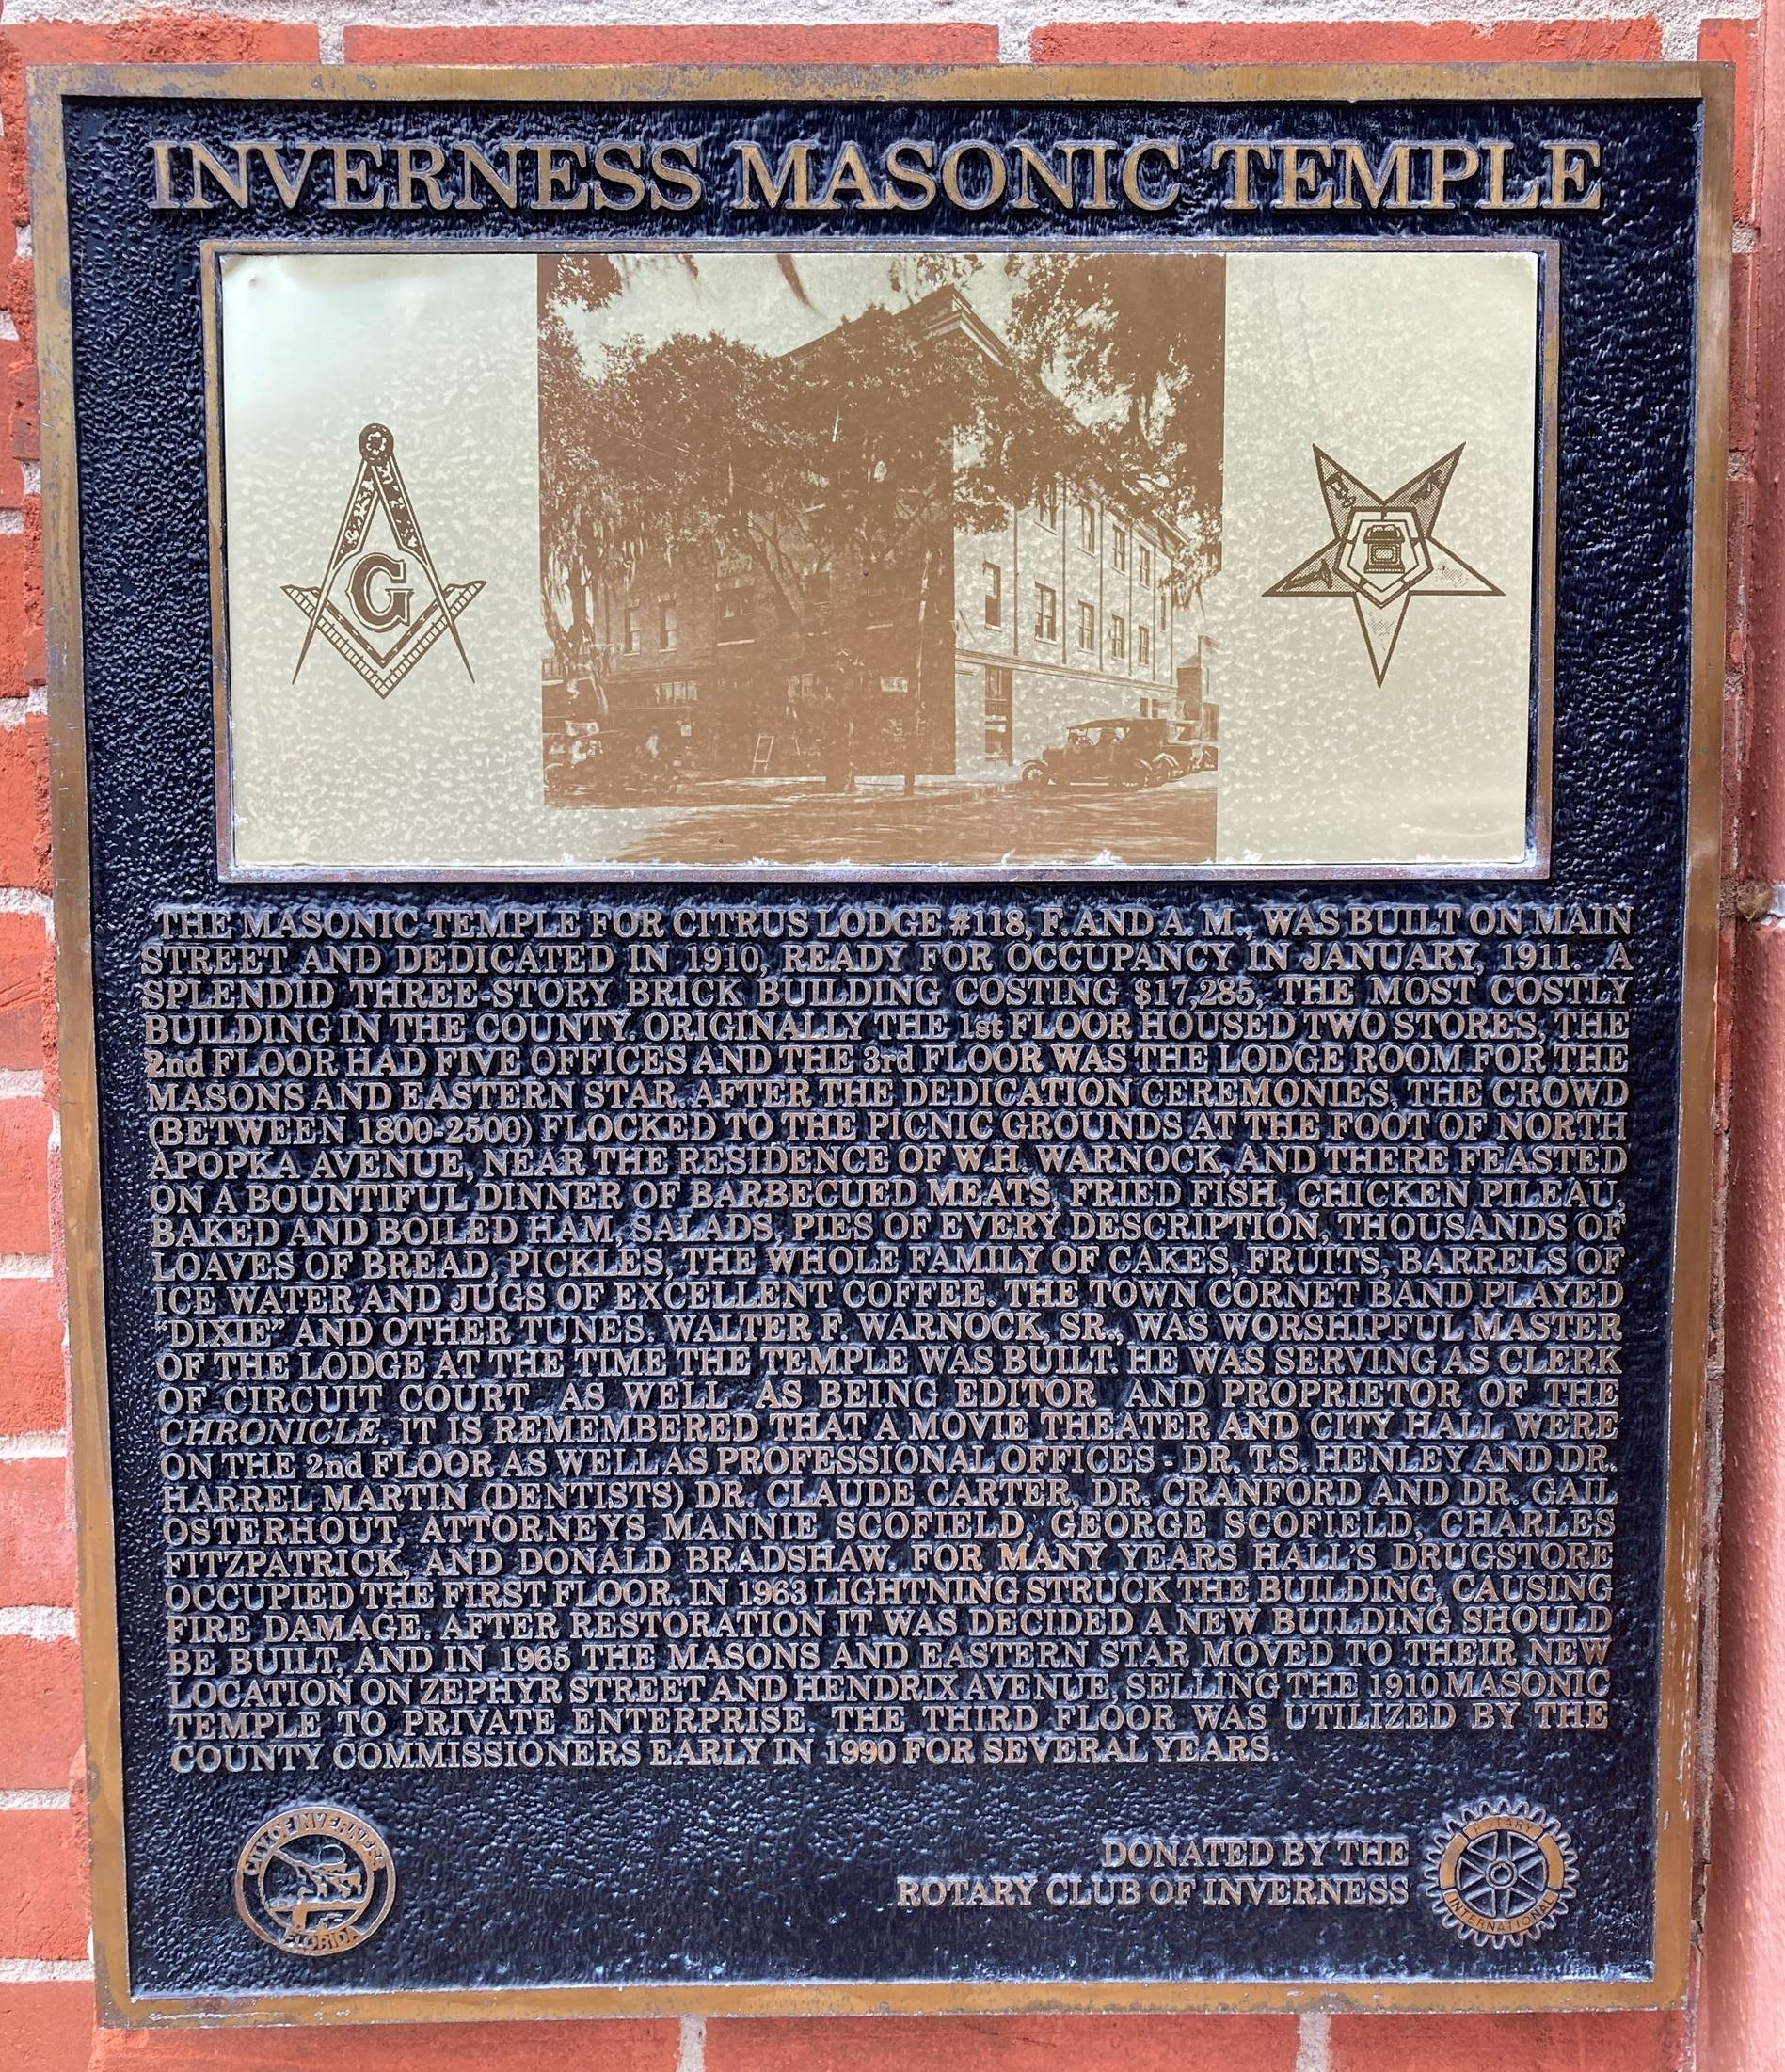 INVERNESS MASONIC TEMPLE
G
THE MASONIC TEMPLE FOR CITRUS LODGE #118, F. AND A. M., WAS BUILT ON MAIN
STREET AND DEDICATED IN 1910, READY FOR OCCUPANCY IN JANUARY, 1911. A
SPLENDID THREE-STORY BRICK BUILDING COSTING $17,285, THE MOST COSTLY
BUILDING IN THE COUNTY. ORIGINALLY THE 1st FLOOR HOUSED TWO STORES, THE
2nd FLOOR HAD FIVE OFFICES AND THE 3rd FLOOR WAS THE LODGE ROOM FOR THE
MASONS AND EASTERN STAR. AFTER THE DEDICATION CEREMONIES, THE CROWD
(BETWEEN 1800-2500) FLOCKED TO THE PICNIC GROUNDS AT THE FOOT OF NORTH
APOPKA AVENUE, NEAR THE RESIDENCE OF W.H. WARNOCK, AND THERE FEASTED
ON A BOUNTIFUL DINNER OF BARBECUED MEATS, FRIED FISH, CHICKEN PILEAU,
BAKED AND BOILED HAM, SALADS, PIES OF EVERY DESCRIPTION, THOUSANDS OF
LOAVES OF BREAD, PICKLES, THE WHOLE FAMILY OF CAKES, FRUITS, BARRELS OF
ICE WATER AND JUGS OF EXCELLENT COFFEE. THE TOWN CORNET BAND PLAYED
"DIXIE" AND OTHER TUNES. WALTER F. WARNOCK, SR., WAS WORSHIPFUL MASTER
OF THE LODGE AT THE TIME THE TEMPLE WAS BUILT. HE WAS SERVING AS CLERK
OF CIRCUIT COURT AS WELL AS BEING EDITOR AND PROPRIETOR OF THE
CHRONICLE. IT IS REMEMBERED THAT A MOVIE THEATER AND CITY HALL WERE
ON THE 2nd FLOOR AS WELL AS PROFESSIONAL OFFICES - DR. T.S. HENLEY AND DR.
HARREL MARTIN (DENTISTS) DR. CLAUDE CARTER, DR. CRANFORD AND DR. GAIL
OSTERHOUT, ATTORNEYS MANNIE SCOFIELD, GEORGE SCOFIELD, CHARLES
FITZPATRICK, AND DONALD BRADSHAW. FOR MANY YEARS HALL'S DRUGSTORE
OCCUPIED THE FIRST FLOOR. IN 1963 LIGHTNING STRUCK THE BUILDING, CAUSING
FIRE DAMAGE. AFTER RESTORATION IT WAS DECIDED A NEW BUILDING SHOULD
BE BUILT, AND IN 1965 THE MASONS AND EASTERN STAR MOVED TO THEIR NEW
LOCATION ON ZEPHYR STREET AND HENDRIX AVENUE, SELLING THE 1910 MASONIC
TEMPLE TO PRIVATE ENTERPRISE. THE THIRD FLOOR WAS UTILIZED BY THE
COUNTY COMMISSIONERS EARLY IN 1990 FOR SEVERAL YEARS.
CITY OF INVERNESS
FLORIDA
DONATED BY THE
ROTARY CLUB OF INVERNESS
ROTARY
INTERNATIONAL